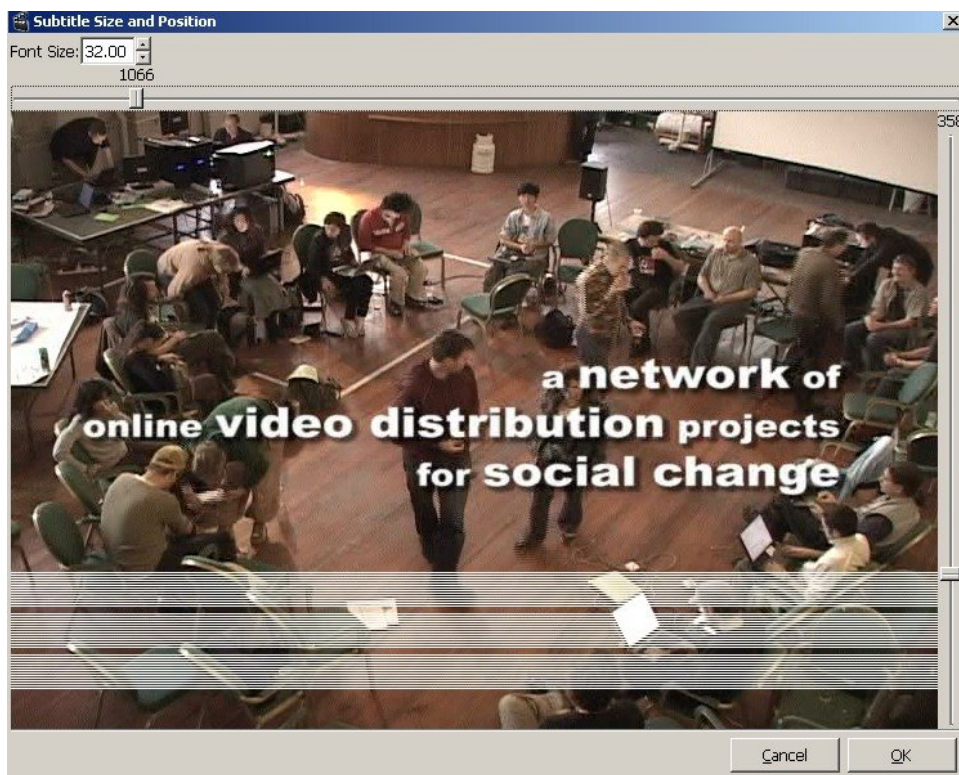 Subtitle Size and Position
Font Size: 32.00
1066
358
a network of
online video distribution projects
for social change
Cancel
OK